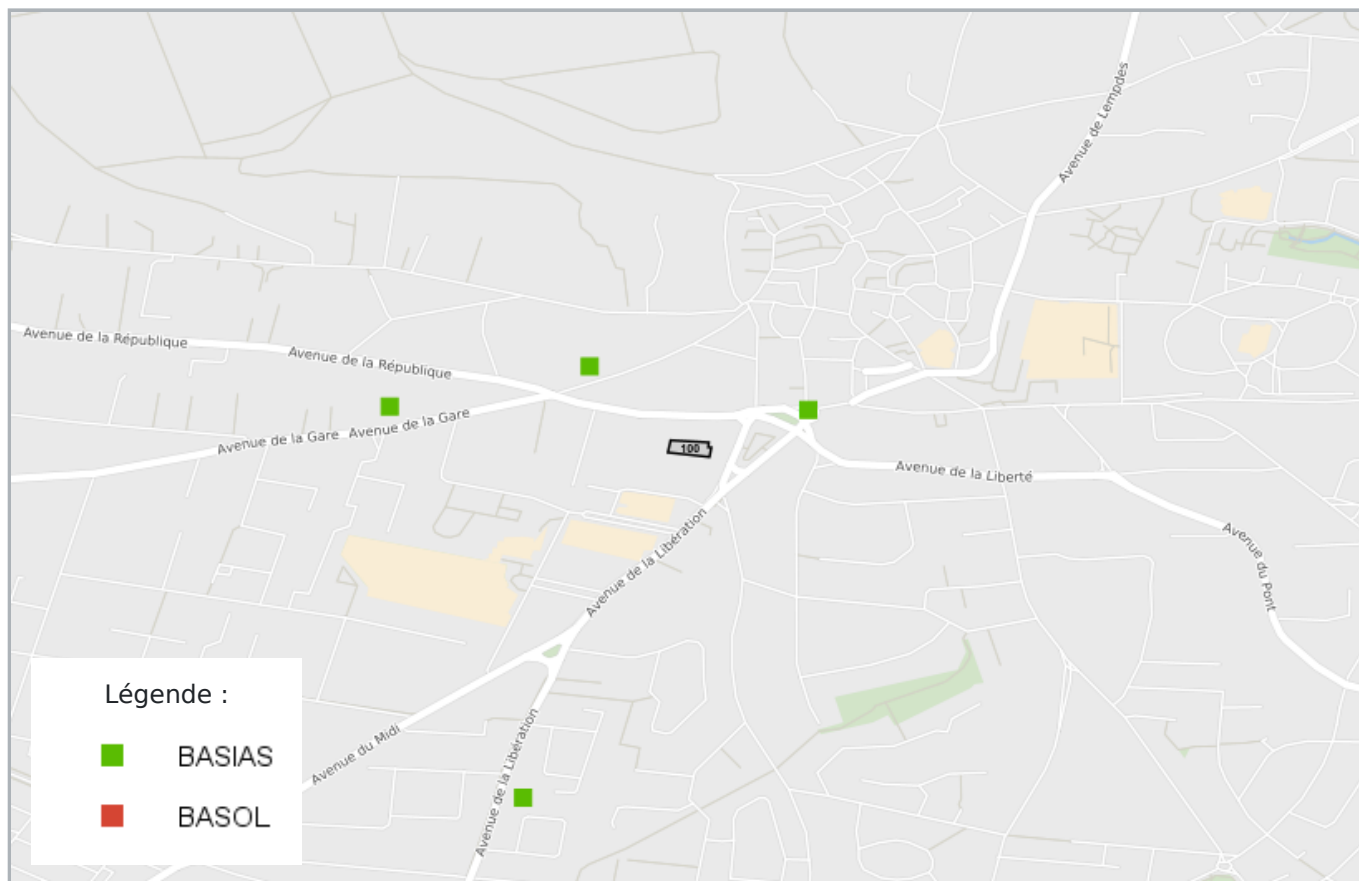 Avenue de Lempdes
Avenue de la République
Avenue de la République
Avenue de la Gare
Avenue de la Gare
100
Avenue de la Liberté
Avenue de la Libération
Avenue du Pont
Avenue du Midi
Avenue de la Libération
Légende :
BASIAS
BASOL